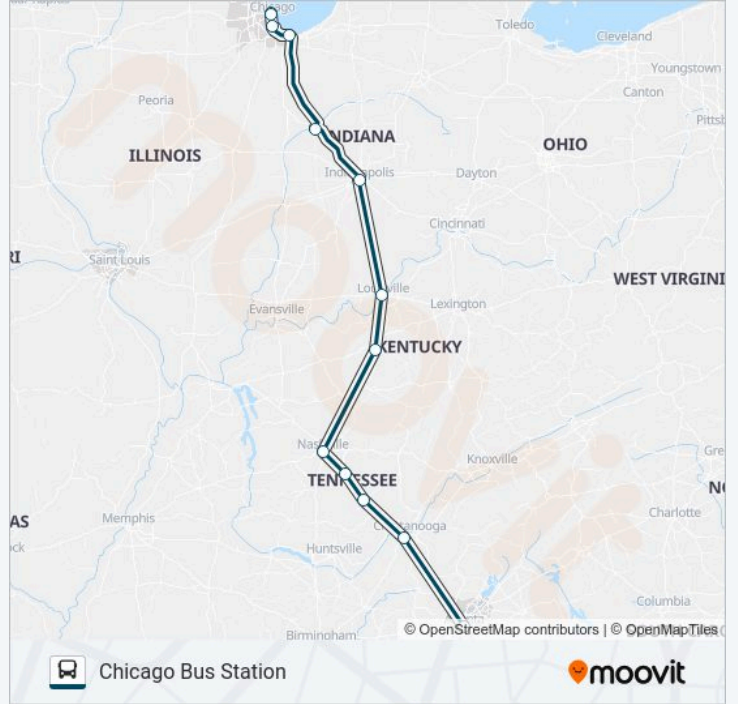 Chicago
Toledo
Cleveland
Youngstown
Canton
Peoria
INDIANA
OHIO
ILLINOIS
Indianapolis
Dayton
Cincinnati
Saint Louis
WEST VIRGINI
Louisville
Lexington
Evansville
KENTUCKY
Nashville
Knoxville
TENNESSEE
AS
Memphis
Chattanooga
Charlotte
Huntsville
Columbia
Birmingham
© OpenStreetMap contributors | © OpenMapTiles
Chicago Bus Station
moovit